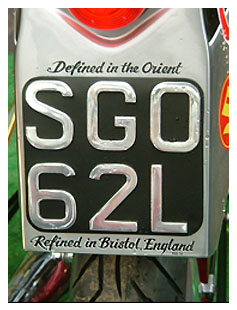 Defined in the Orient
SGO
62L
Refined in Bristol, England